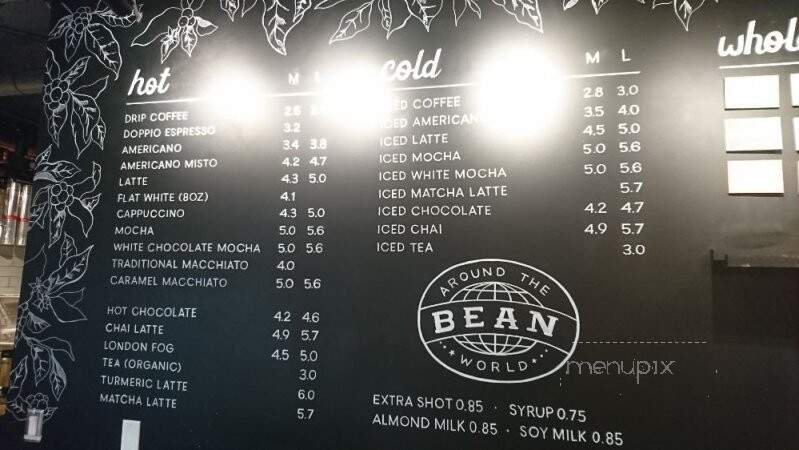 hot M L
DRIP COFFEE 2.6
DOPPIO ESPRESSO 3.2
AMERICANO 3.4 3.8
AMERICANO MISTO 4.2 4.7
LATTE 4.3 5.0
FLAT WHITE (8OZ) 4.1
CAPPUCCINO 4.3 5.0
MOCHA 5.0 5.6
WHITE CHOCOLATE MOCHA 5.0 5.6
TRADITIONAL MACCHIATO 4.0
CARAMEL MACCHIATO 5.0 5.6
HOT CHOCOLATE 4.2 4.6
CHAI LATTE 4.9 5.7
LONDON FOG 4.5 5.0
TEA (ORGANIC) 3.0
TURMERIC LATTE 6.0
MATCHA LATTE 5.7
cold M L
ICED COFFEE 2.8 3.0
ICED AMERICANO 3.5 4.0
ICED LATTE 4.5 5.0
ICED MOCHA 5.0 5.6
ICED WHITE MOCHA 5.0 5.6
ICED MATCHA LATTE 5.7
ICED CHOCOLATE 4.2 4.7
ICED CHAI 4.9 5.7
ICED TEA 3.0
AROUND THE
BEAN
WORLD
menupix
EXTRA SHOT 0.85 · SYRUP 0.75
ALMOND MILK 0.85 · SOY MILK 0.85